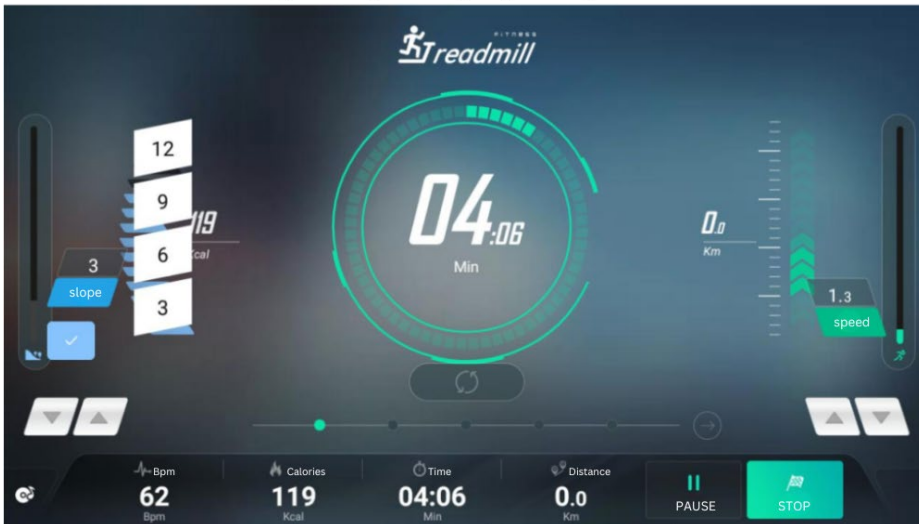 FITNESS
Treadmill
12
9
6
3
119
Kcal
3
slope
04:06
Min
0.0
Km
1.3
speed
Bpm
62
Bpm
Calories
119
Kcal
Time
04:06
Min
Distance
0.0
Km
PAUSE
STOP